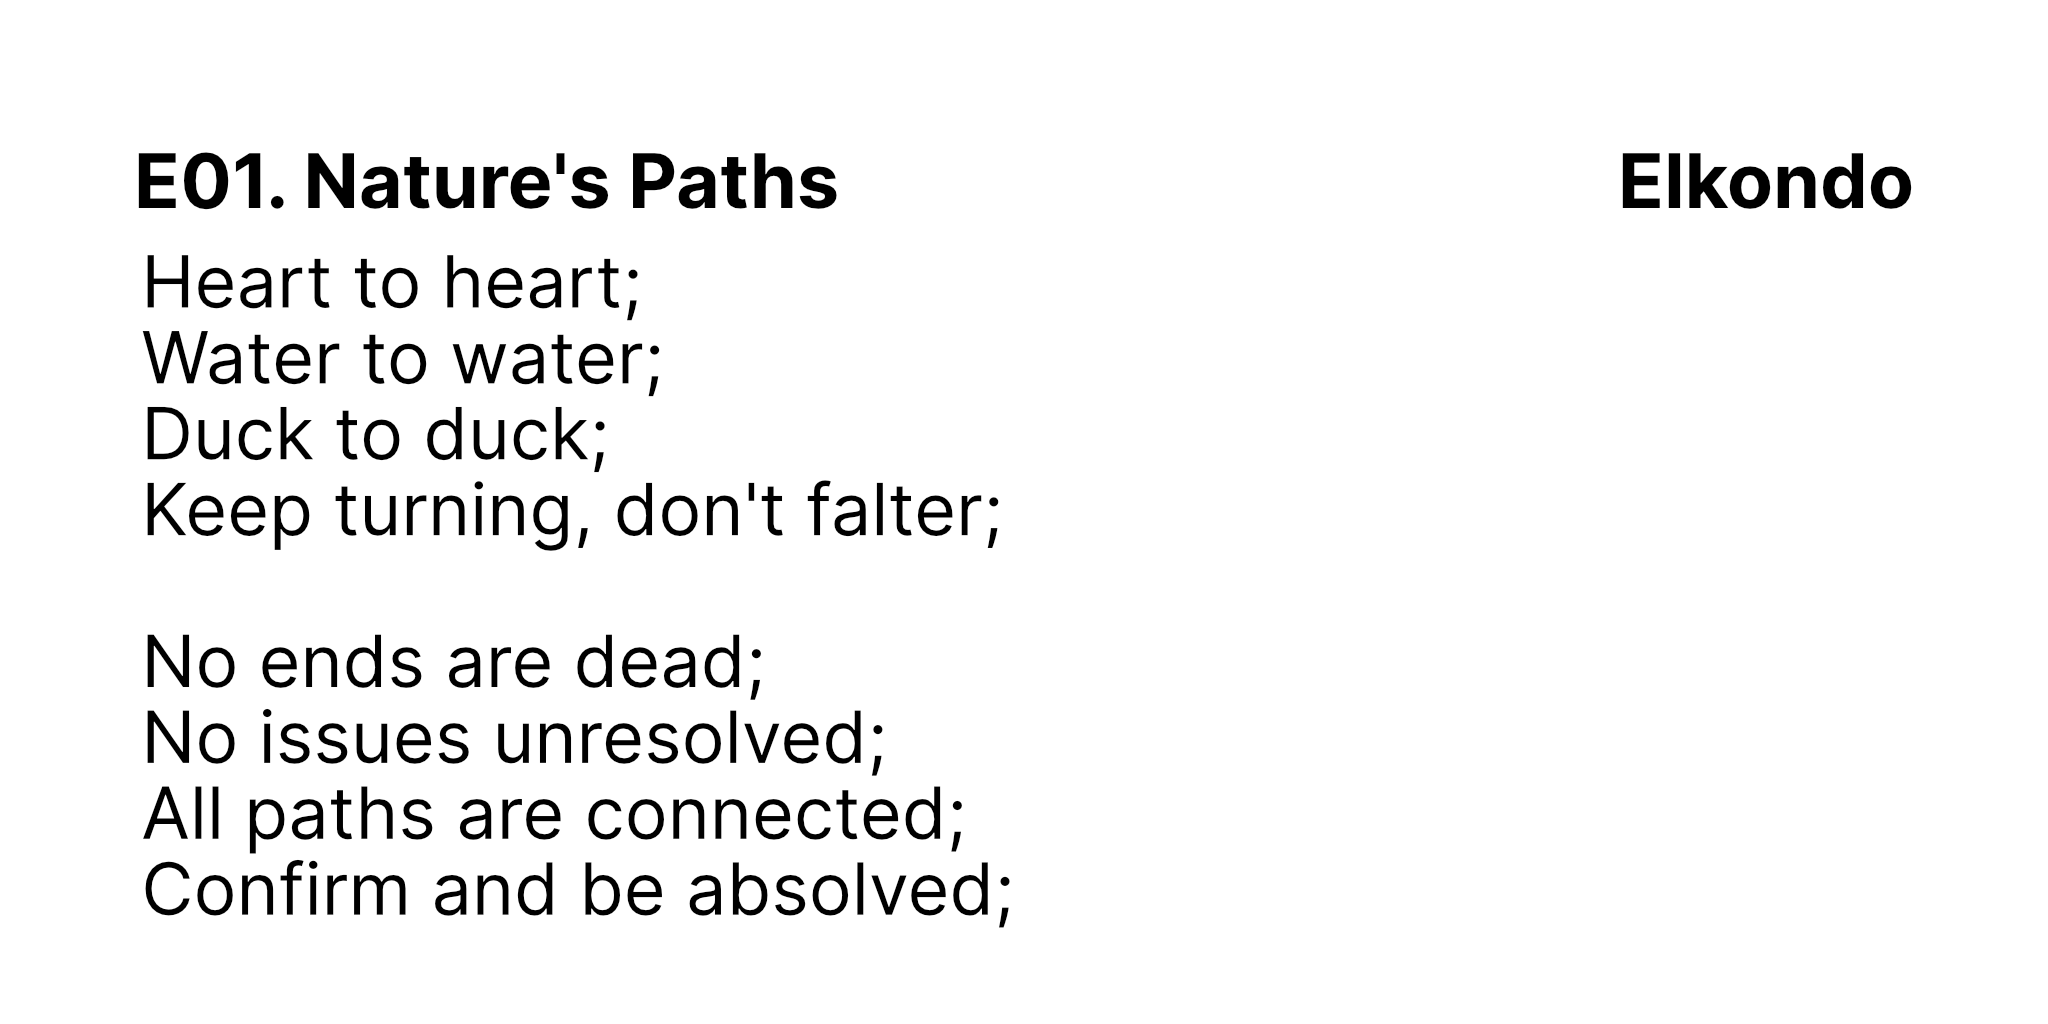 E01. Nature's Paths
Elkondo
Heart to heart;
Water to water;
Duck to duck;
Keep turning, don't falter;
No ends are dead;
No issues unresolved;
All paths are connected;
Confirm and be absolved;